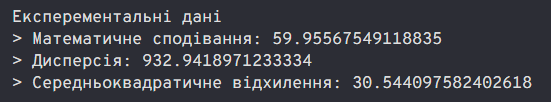 Експерементальні дані
> Математичне сподівання: 59.95567549118835
> Дисперсія: 932.9418971233334
> Середньоквадратичне відхилення: 30.544097582402618